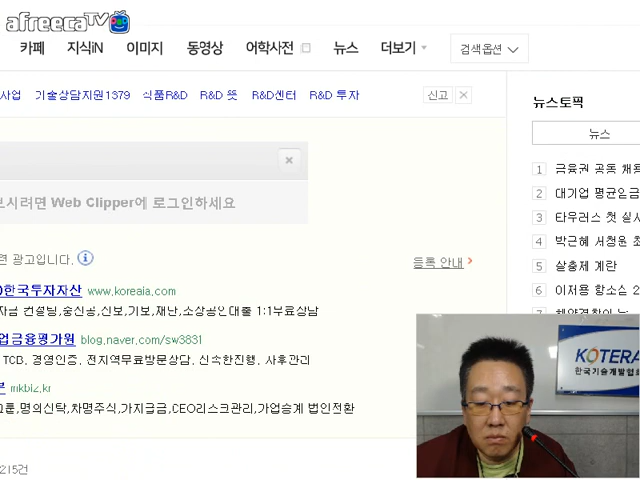 afreecaTV
카페 지식iN 이미지 동영상 어학사전 뉴스 더보기 검색옵션
사업 기술상담지원1379 식품R&D R&D 뜻 R&D센터 R&D 투자 신고
뉴스토픽
뉴스
1 금융권 공동 채용
2 대기업 평균임금
3 타우러스 첫 실사
4 박근혜 서청원 최
5 살충제 계란
6 이재용 항소심 2
7
보시려면 Web Clipper에 로그인하세요
련 광고입니다. 등록 안내
한국투자자산 www.koreaia.com
자금 컨설팅,중진공,신보,기보,재난,소상공인대출 1:1무료상담
업금융평가원 blog.naver.com/sw3831
TCB, 경영인증, 전지역무료방문상담, 신속한진행, 사후관리
mkbiz.kr
그룹,명의신탁,차명주식,가지급금,CEO리스크관리,가업승계 법인전환
215건
KOTERA
한국기술개발협회